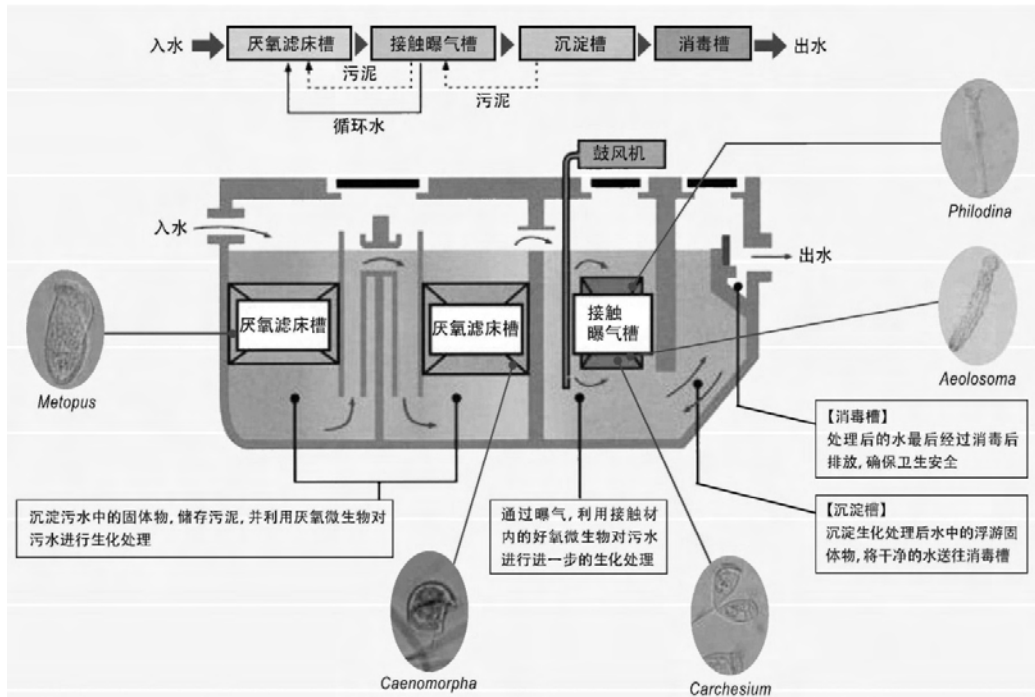 入水
厌氧滤床槽
接触曝气槽
沉淀槽
消毒槽
出水
污泥
污泥
循环水
鼓风机
Philodina
入水
出水
厌氧滤床槽
厌氧滤床槽
接触
曝气槽
Metopus
Aeolosoma
【消毒槽】
处理后的水最后经过消毒后
排放,确保卫生安全
沉淀污水中的固体物,储存污泥,并利用厌氧微生物对
污水进行生化处理
通过曝气,利用接触材
内的好氧微生物对污水
进行进一步的生化处理
【沉淀槽】
沉淀生化处理后水中的浮游固
体物,将干净的水送往消毒槽
Caenomorpha
Carchesium